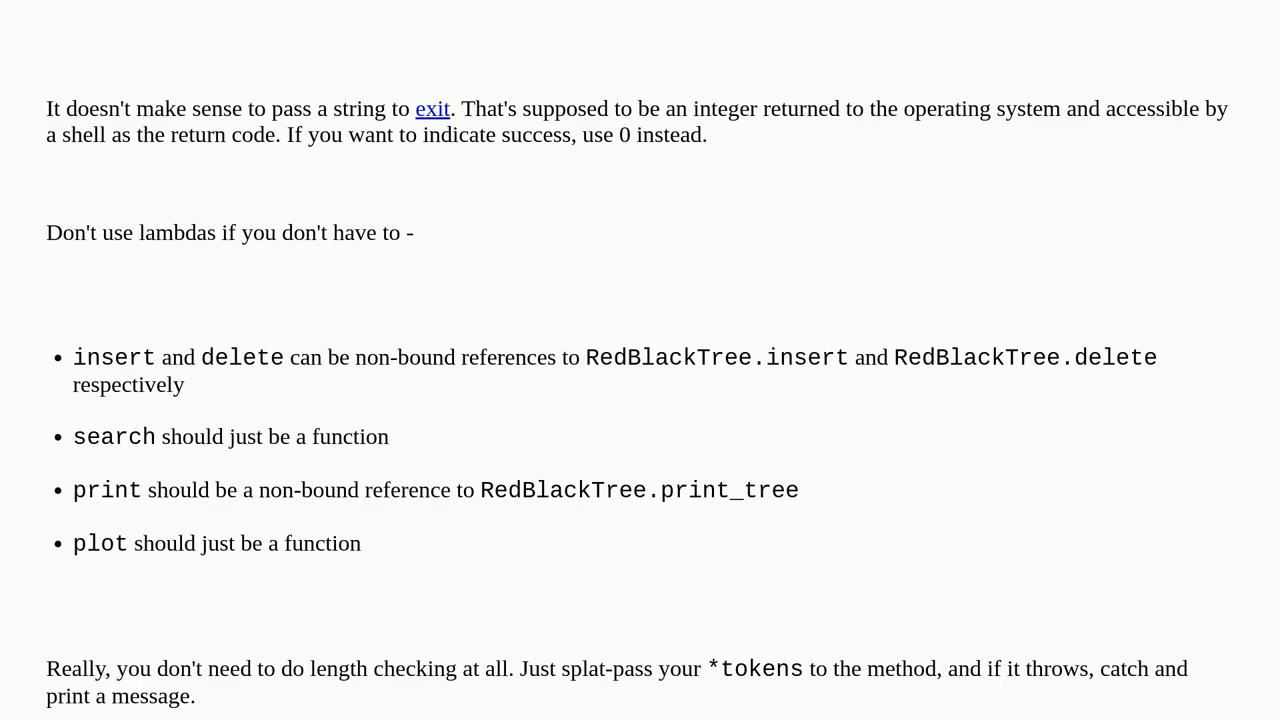 It doesn't make sense to pass a string to exit. That's supposed to be an integer returned to the operating system and accessible by
a shell as the return code. If you want to indicate success, use 0 instead.
Don't use lambdas if you don't have to -
• insert and delete can be non-bound references to RedBlackTree.insert and RedBlackTree.delete
respectively
• search should just be a function
• print should be a non-bound reference to RedBlackTree.print_tree
• plot should just be a function
Really, you don't need to do length checking at all. Just splat-pass your *tokens to the method, and if it throws, catch and
print a message.